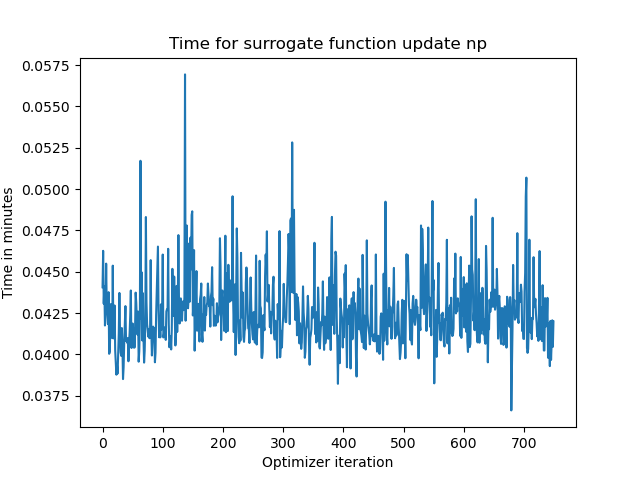 Time for surrogate function update np
Time in minutes
0.0575
0.0550
0.0525
0.0500
0.0475
0.0450
0.0425
0.0400
0.0375
0 100 200 300 400 500 600 700
Optimizer iteration